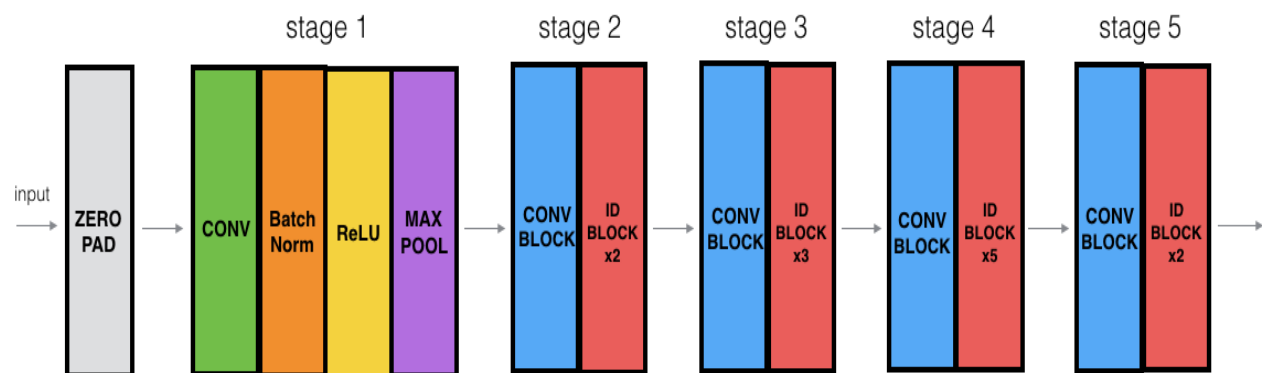 stage 1
stage 2
stage 3
stage 4
stage 5
input
ZERO
PAD
CONV
Batch
Norm
ReLU
MAX
POOL
CONV
BLOCK
ID
BLOCK
x2
CONV
BLOCK
ID
BLOCK
x3
CONV
BLOCK
ID
BLOCK
x5
CONV
BLOCK
ID
BLOCK
x2